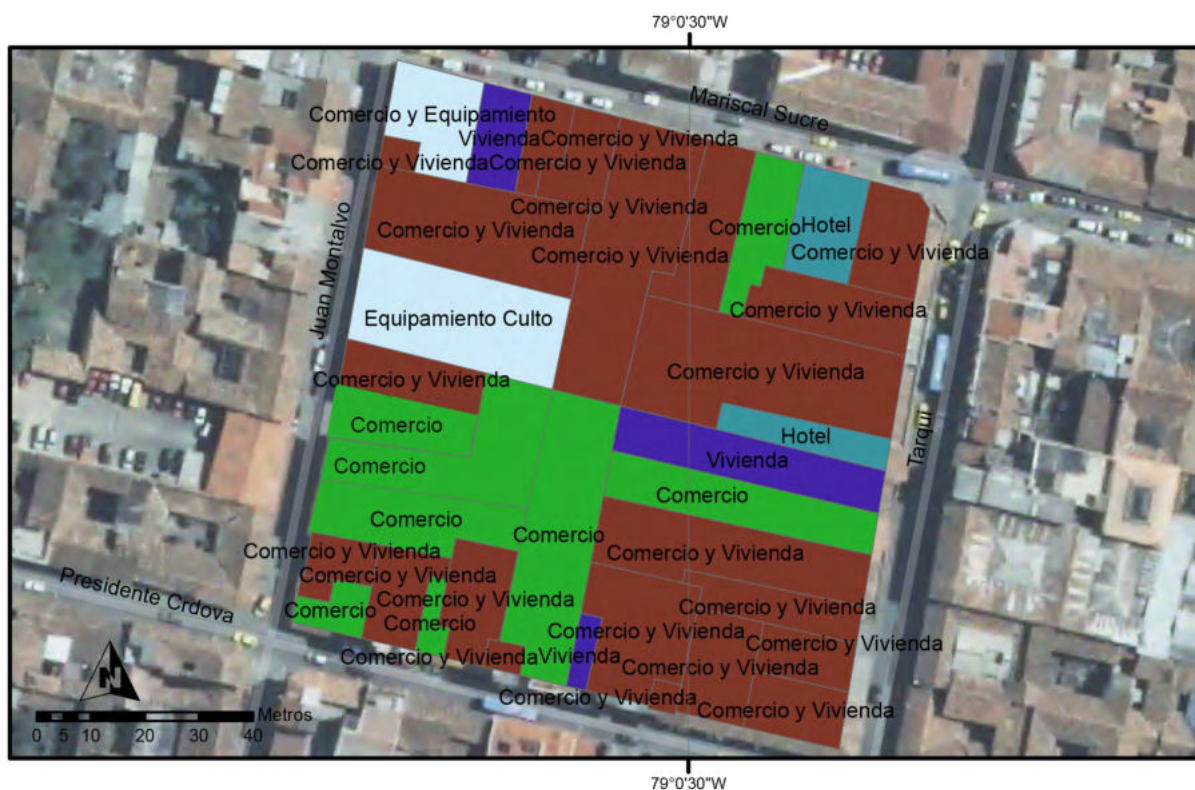 79°0'30"W
Mariscal Sucre
Comercio y Equipamiento
Vivienda
Comercio y Vivienda
Comercio y Vivienda
Comercio y Vivienda
Comercio y Vivienda
Comercio y Vivienda
Comercio y Vivienda
Comercio
Hotel
Comercio y Vivienda
Juan Montalvo
Equipamiento Culto
Comercio y Vivienda
Comercio y Vivienda
Comercio y Vivienda
Comercio
Hotel
Tarqui
Vivienda
Comercio
Comercio
Comercio
Comercio
Comercio y Vivienda
Comercio y Vivienda
Comercio y Vivienda
Presidente Crdova
Comercio y Vivienda
Comercio y Vivienda
Comercio
Comercio
Comercio y Vivienda
Comercio y Vivienda
Comercio y Vivienda
Vivienda
Comercio y Vivienda
Comercio y Vivienda
Comercio y Vivienda
N
Metros
0 5 10 20 30 40
79°0'30"W